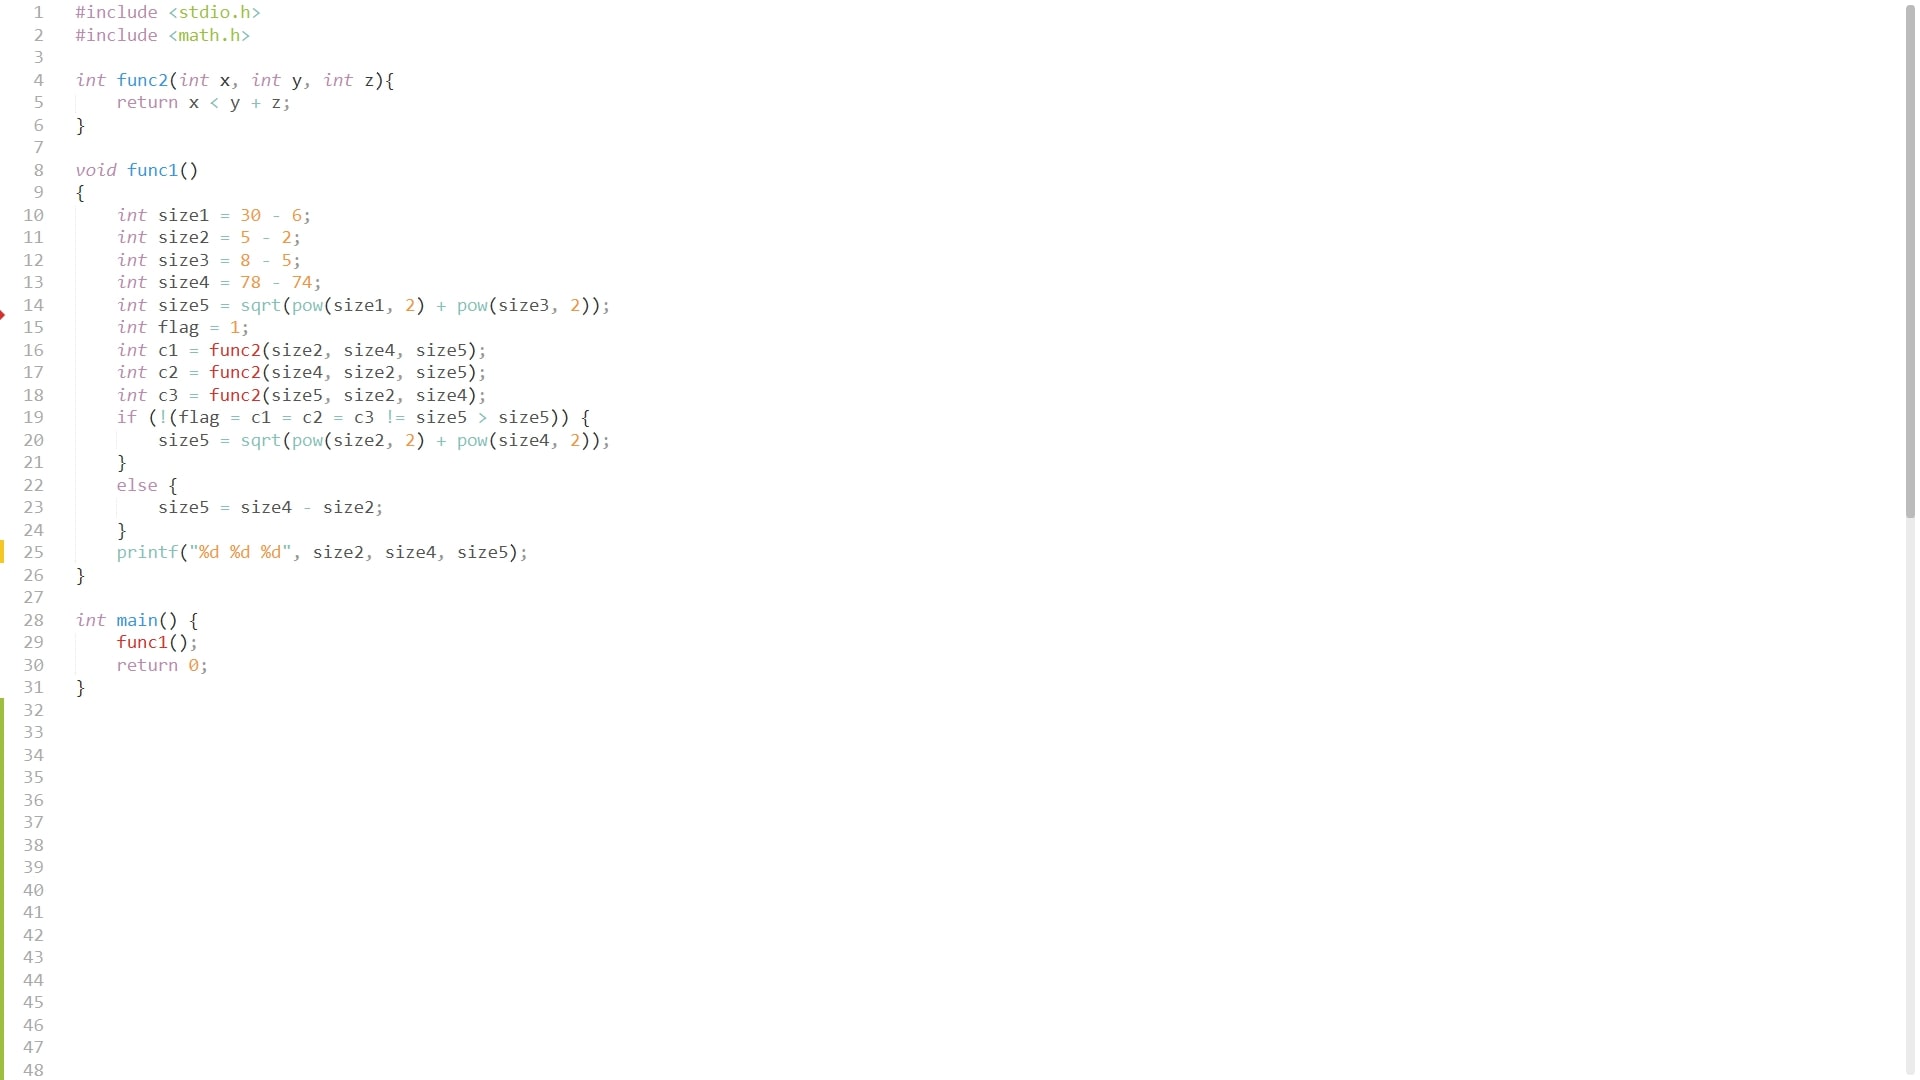 1 #include <stdio.h>
2 #include <math.h>
3
4 int func2(int x, int y, int z){
5     return x < y + z;
6 }
7
8 void func1()
9 {
10     int size1 = 30 - 6;
11     int size2 = 5 - 2;
12     int size3 = 8 - 5;
13     int size4 = 78 - 74;
14     int size5 = sqrt(pow(size1, 2) + pow(size3, 2));
15     int flag = 1;
16     int c1 = func2(size2, size4, size5);
17     int c2 = func2(size4, size2, size5);
18     int c3 = func2(size5, size2, size4);
19     if (!(flag = c1 = c2 = c3 != size5 > size5)) {
20         size5 = sqrt(pow(size2, 2) + pow(size4, 2));
21     }
22     else {
23         size5 = size4 - size2;
24     }
25     printf("%d %d %d", size2, size4, size5);
26 }
27
28 int main() {
29     func1();
30     return 0;
31 }
32
33
34
35
36
37
38
39
40
41
42
43
44
45
46
47
48